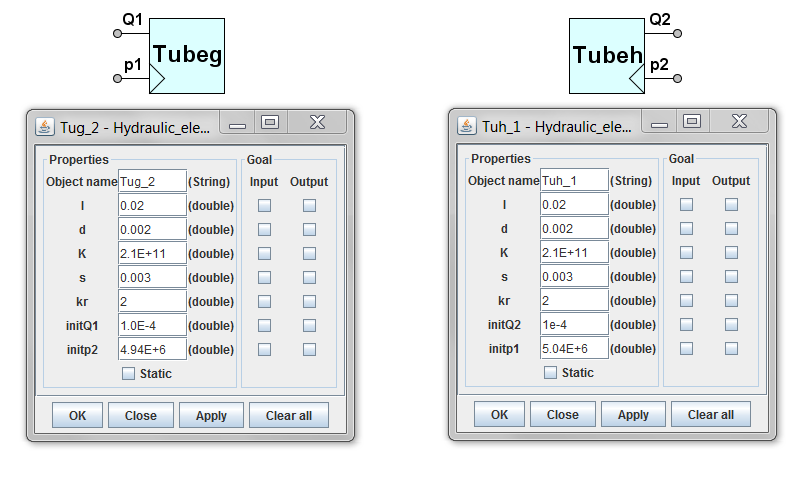 Q1
Tubeg
p1
Q2
Tubeh
p2
Tug_2 - Hydraulic_ele...
Properties
Goal
Object name Tug_2 (String) Input Output
l 0.02 (double)
d 0.002 (double)
K 2.1E+11 (double)
s 0.003 (double)
kr 2 (double)
initQ1 1.0E-4 (double)
initp2 4.94E+6 (double)
Static
OK Close Apply Clear all
Tuh_1 - Hydraulic_ele...
Properties
Goal
Object name Tuh_1 (String) Input Output
l 0.02 (double)
d 0.002 (double)
K 2.1E+11 (double)
s 0.003 (double)
kr 2 (double)
initQ2 1e-4 (double)
initp1 5.04E+6 (double)
Static
OK Close Apply Clear all